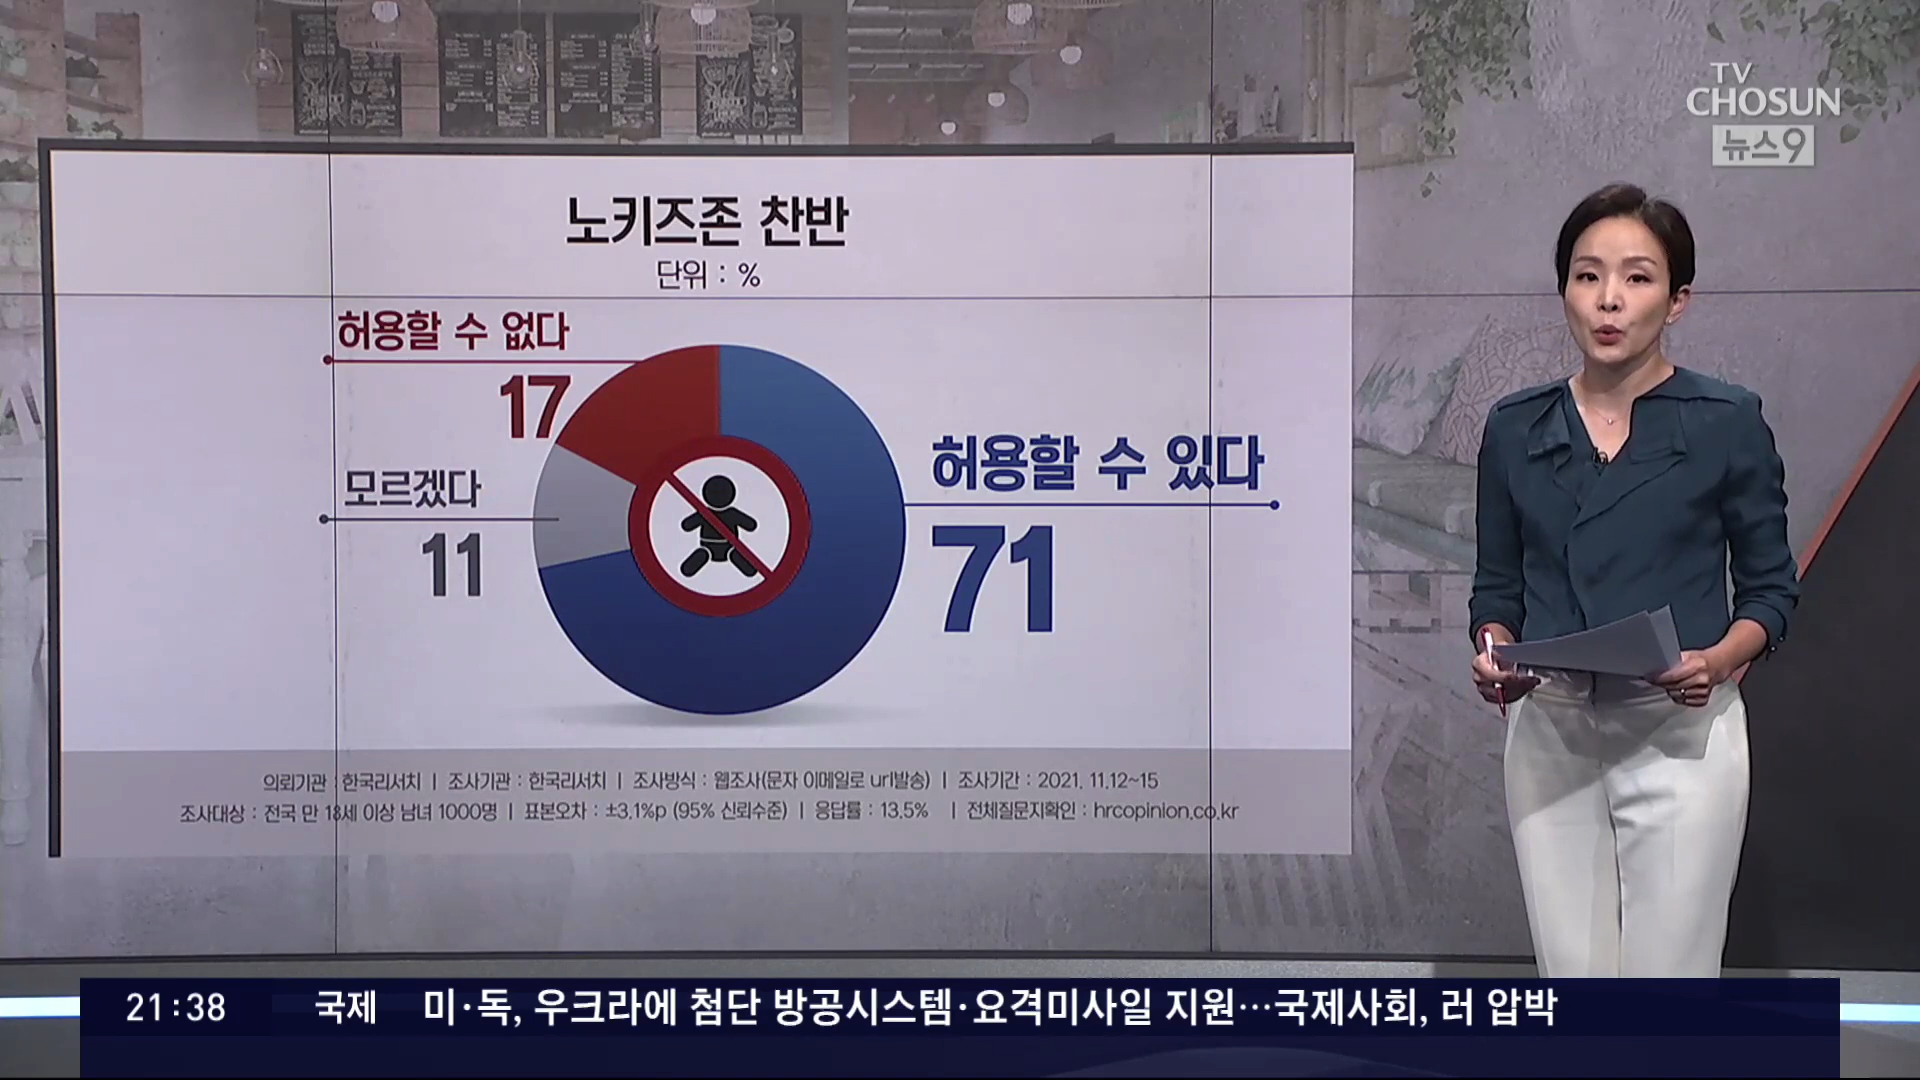 TV
CHOSUN
뉴스9
노키즈존 찬반
단위 : %
허용할 수 없다
17
모르겠다
11
허용할 수 있다
71
의뢰기관 : 한국리서치 | 조사기관 : 한국리서치 | 조사방식 : 웹조사(문자 이메일로 url발송) | 조사기간 : 2021. 11.12~15
조사대상 : 전국 만 18세 이상 남녀 1000명 | 표본오차 : ±3.1%p (95% 신뢰수준) | 응답률 : 13.5% | 전체질문지확인 : hrcopinion.co.kr
21:38 국제 미·독, 우크라에 첨단 방공시스템·요격미사일 지원…국제사회, 러 압박